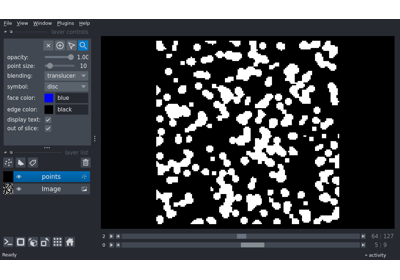 File View Window Plugins Help
layer controls
opacity: 1.00
point size: 10
blending: translucen
symbol: disc
face color: blue
edge color: black
display text:
out of slice:
layer list
points
Image
2 64 127
0 5 9
Ready activity